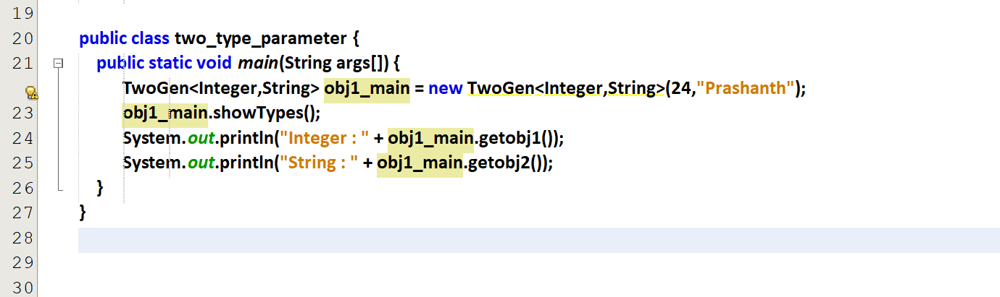 19
20 public class two_type_parameter {
21 public static void main(String args[]) {
TwoGen<Integer,String> obj1_main = new TwoGen<Integer,String>(24,"Prashanth");
23 obj1_main.showTypes();
24 System.out.println("Integer : " + obj1_main.getobj1());
25 System.out.println("String : " + obj1_main.getobj2());
26 }
27 }
28
29
30